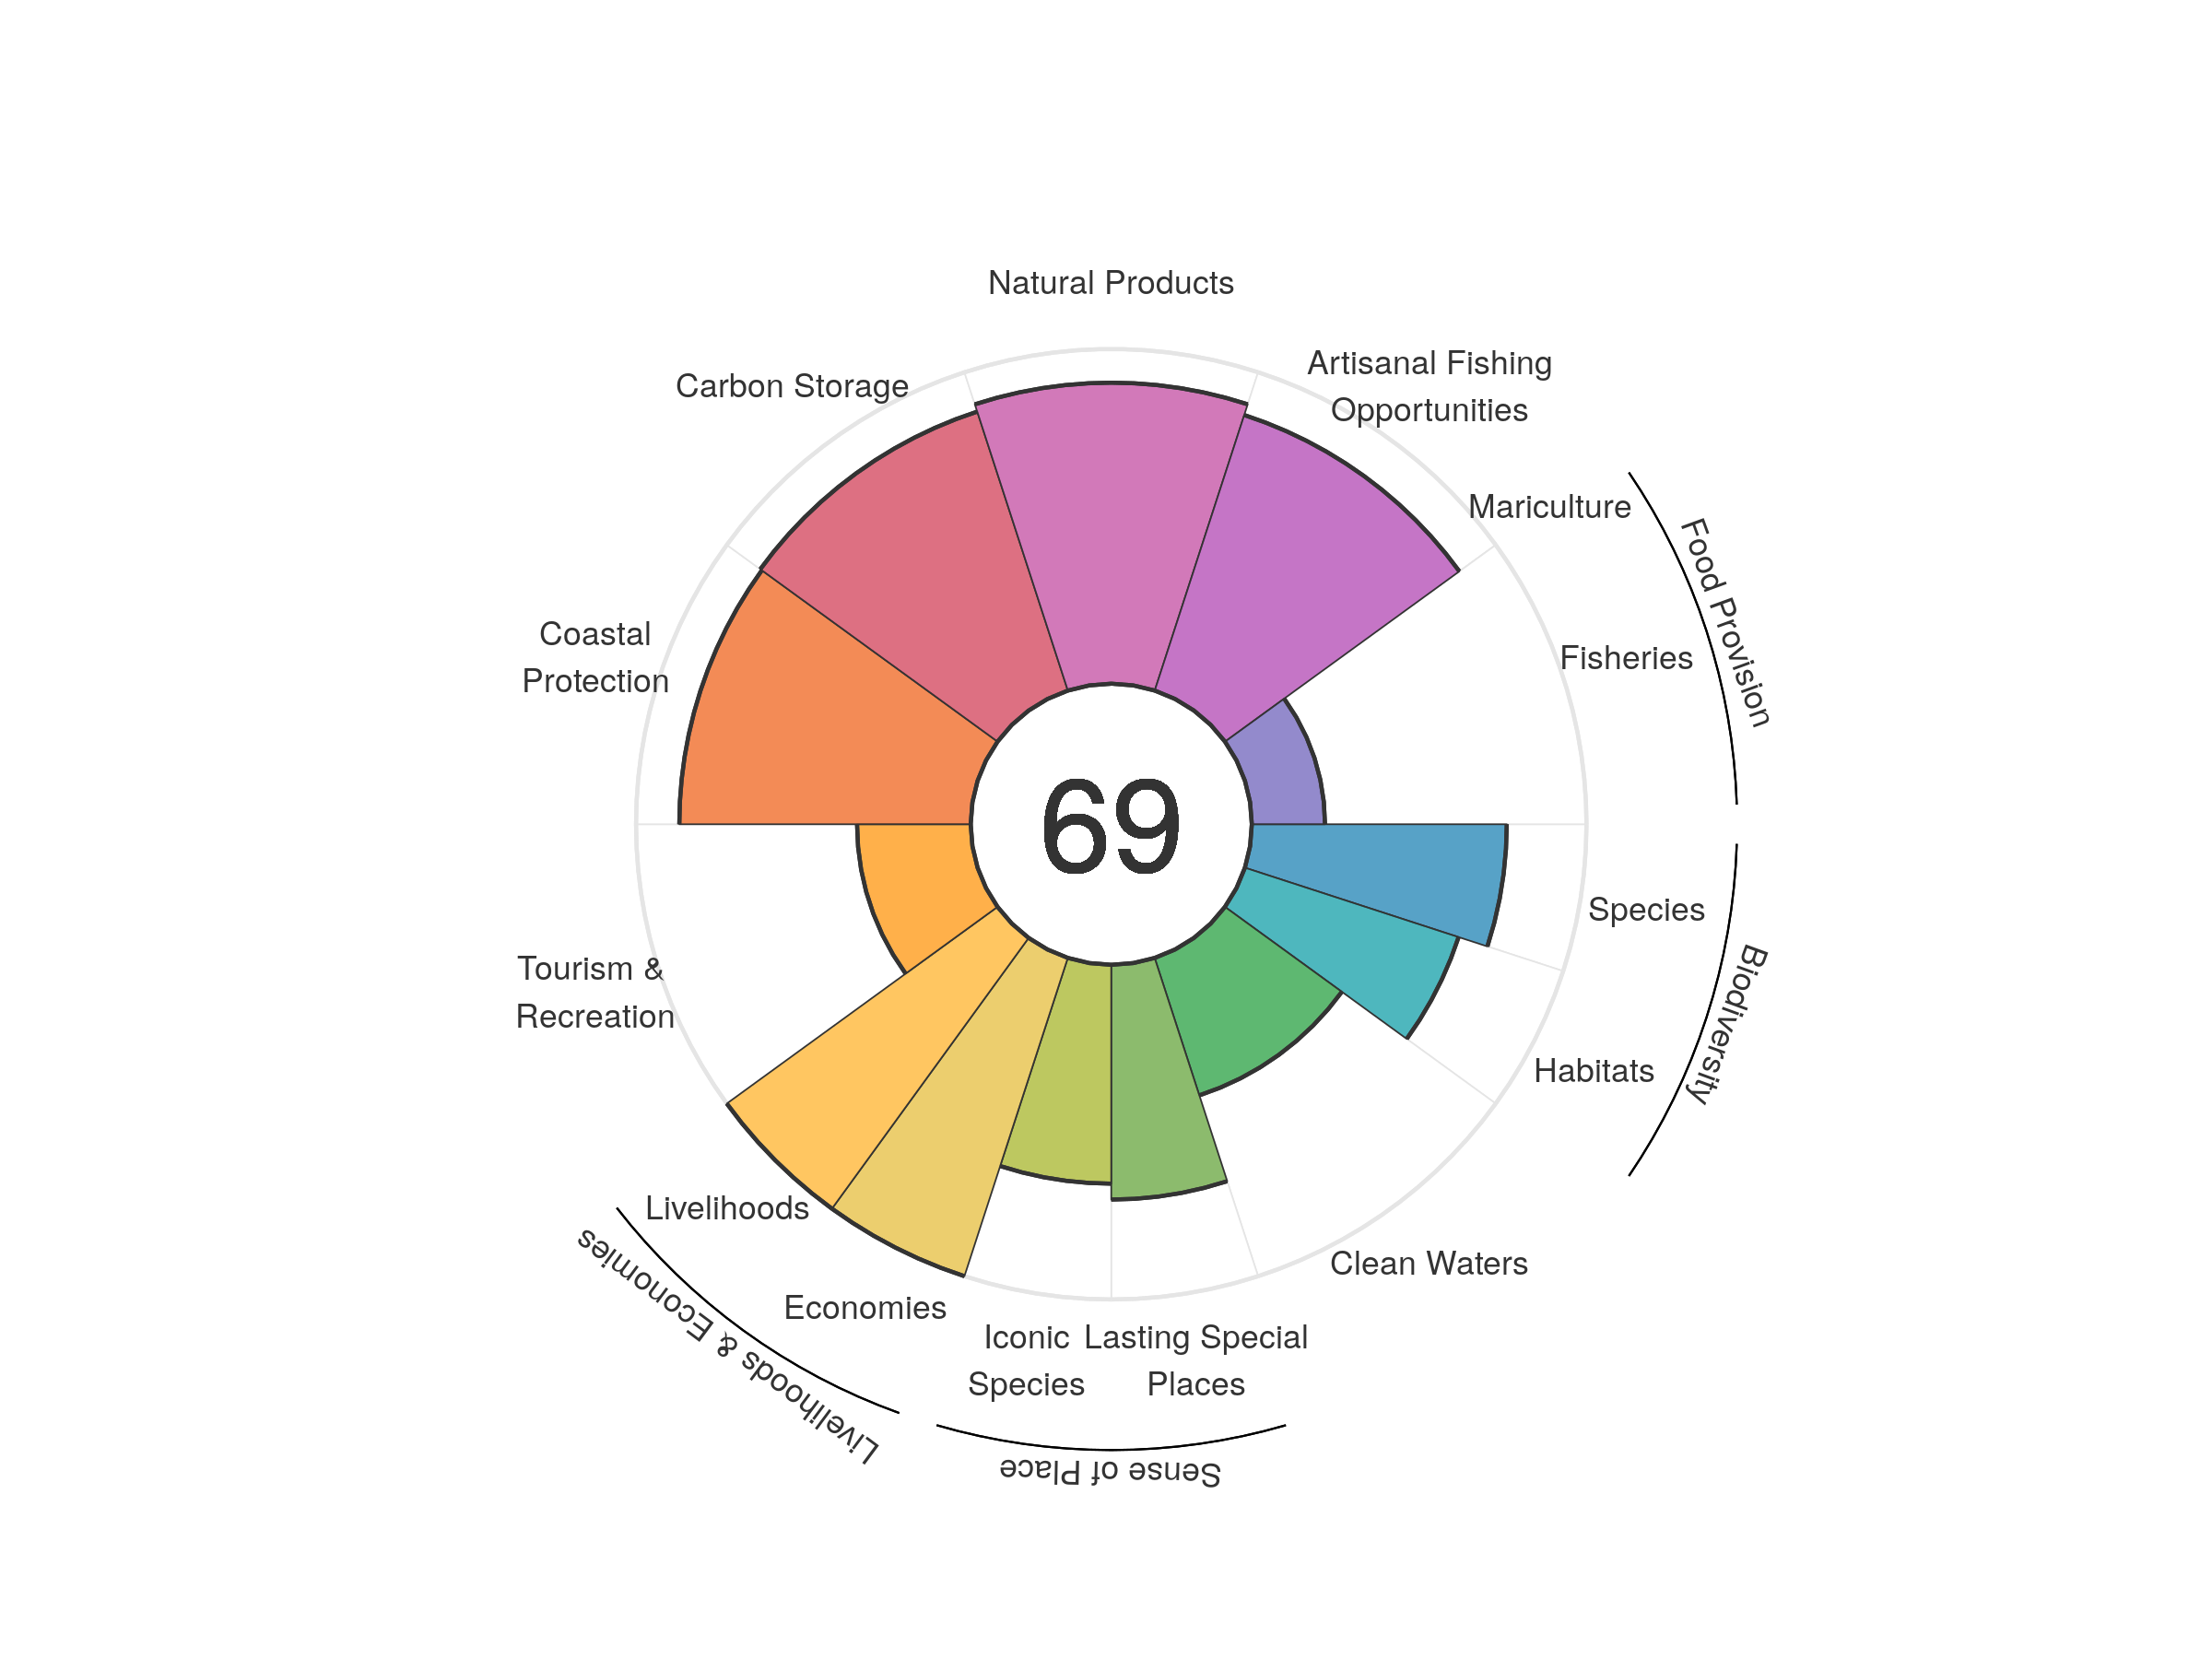 Natural Products
Artisanal Fishing
Opportunities
Carbon Storage
Mariculture
Food Provision
Coastal
Protection
Fisheries
69
Species
Biodiversity
Tourism &
Recreation
Habitats
Livelihoods
Livelihoods & Economies
Economies
Clean Waters
Iconic
Species
Lasting Special
Places
Sense of Place